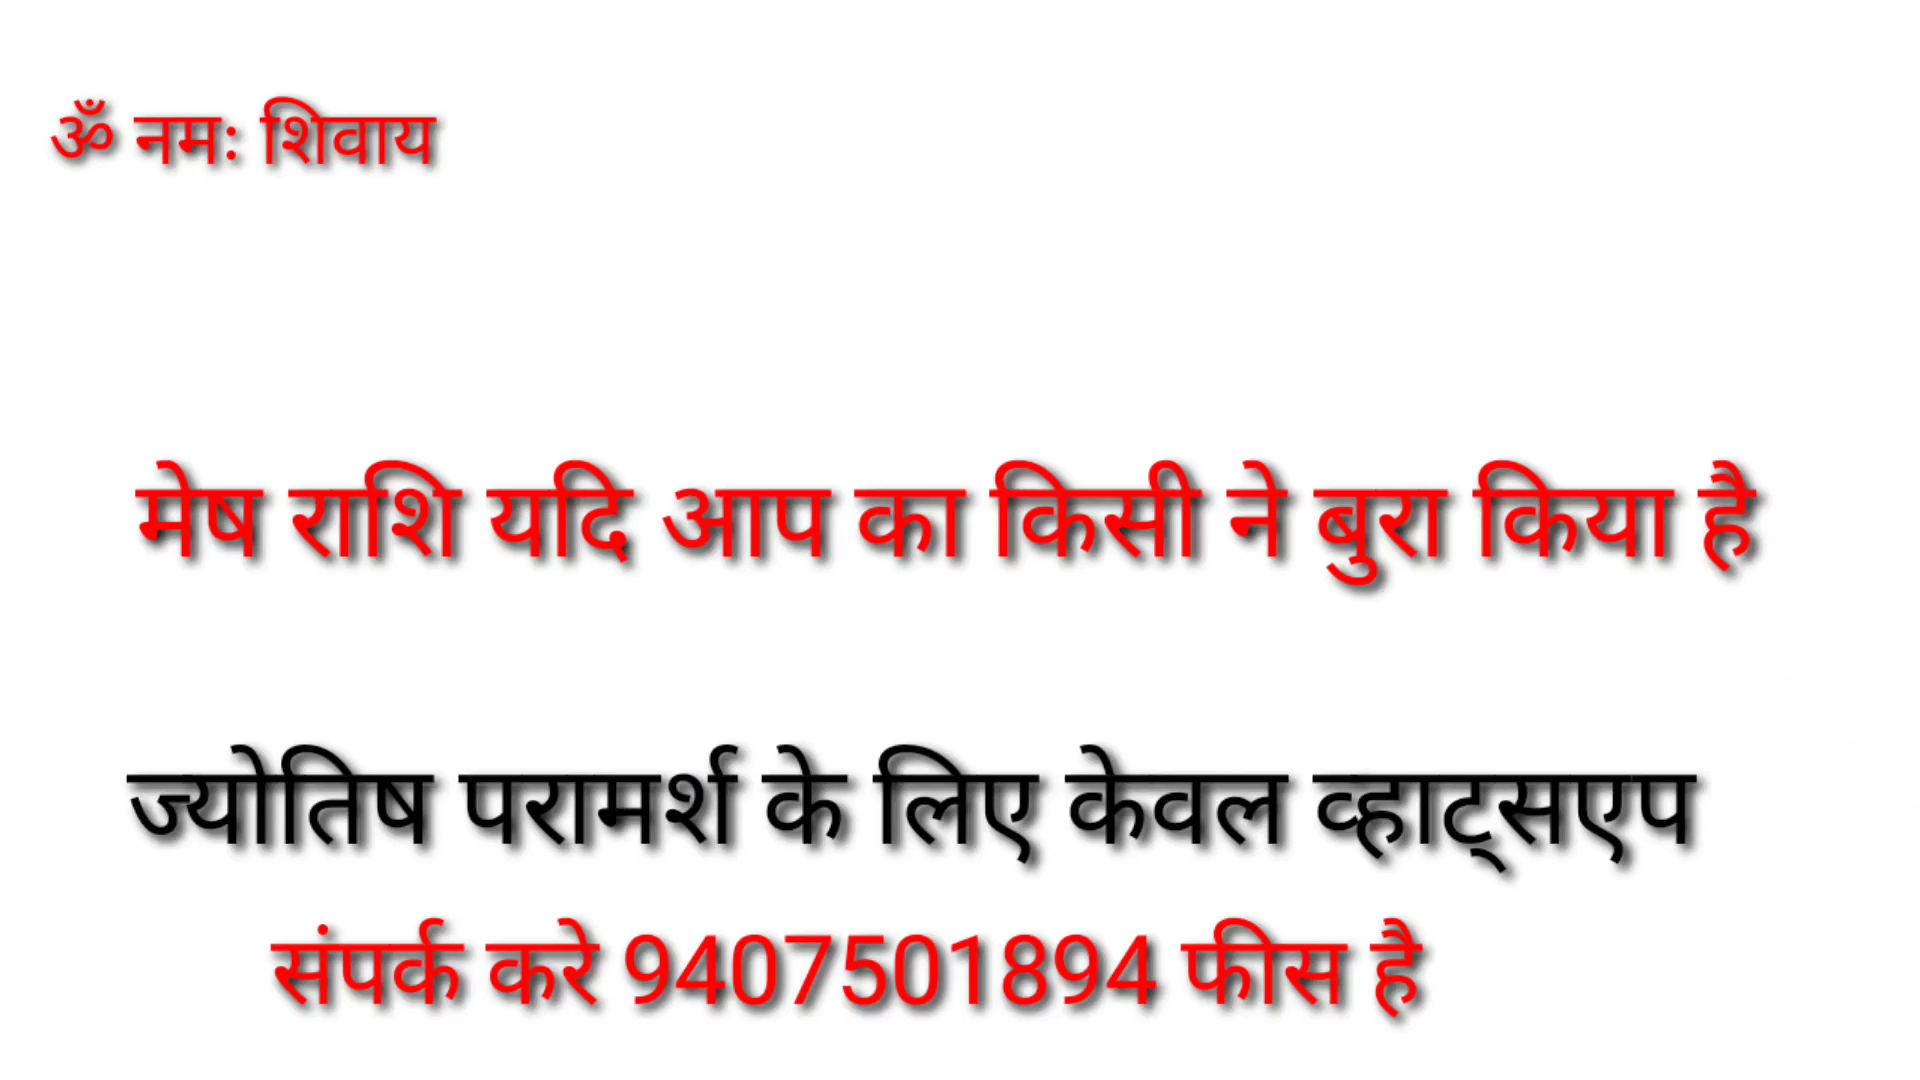 ॐ नमः शिवाय
मेष राशि यदि आप का किसी ने बुरा किया है
ज्योतिष परामर्श के लिए केवल व्हाट्सएप
संपर्क करे 9407501894 फीस है